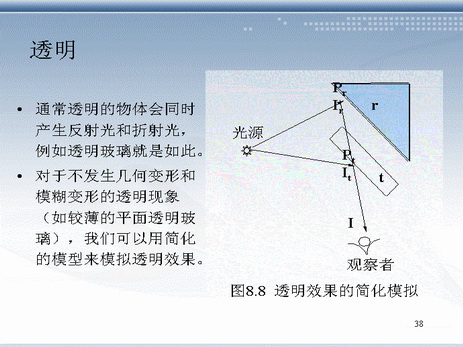 透明
• 通常透明的物体会同时
产生反射光和折射光,
例如透明玻璃就是如此。
• 对于不发生几何变形和
模糊变形的透明现象
（如较薄的平面透明玻
璃），我们可以用简化
的模型来模拟透明效果。
Pr
Ir
r
光源
Pt
It
t
I
观察者
图8.8 透明效果的简化模拟
38